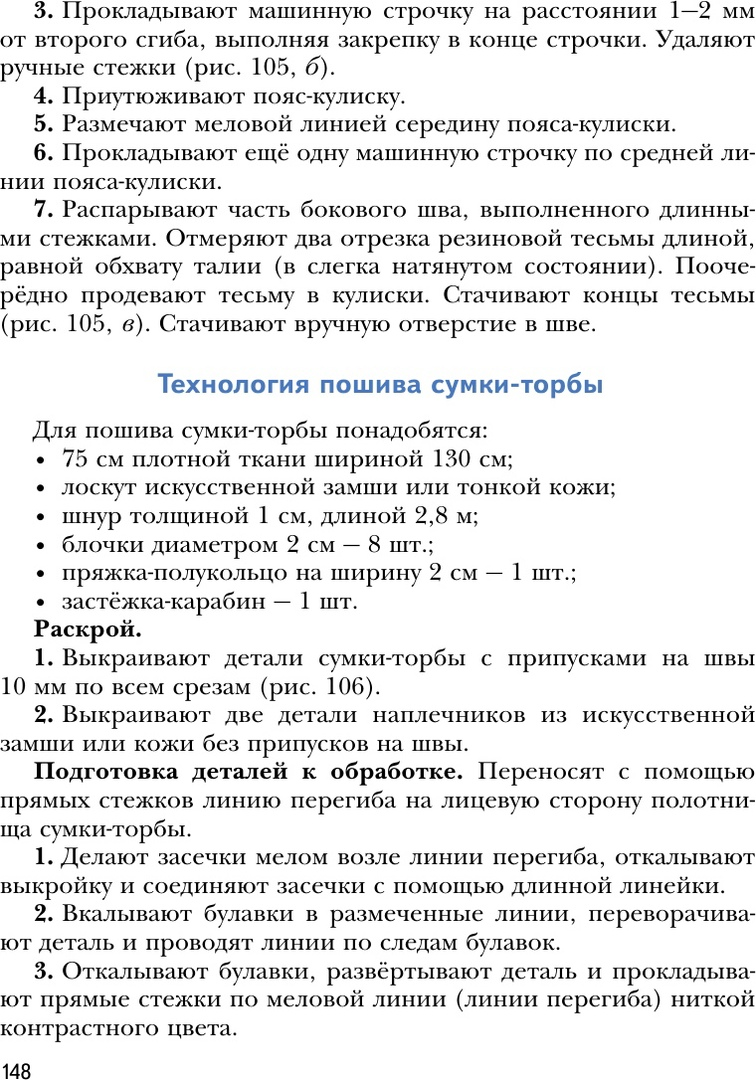 3. Прокладывают машинную строчку на расстоянии 1—2 мм
от второго сгиба, выполняя закрепку в конце строчки. Удаляют
ручные стежки (рис. 105, б).
4. Приутюживают пояс-кулиску.
5. Размечают меловой линией середину пояса-кулиски.
6. Прокладывают ещё одну машинную строчку по средней ли-
нии пояса-кулиски.
7. Распарывают часть бокового шва, выполненного длинны-
ми стежками. Отмеряют два отрезка резиновой тесьмы длиной,
равной обхвату талии (в слегка натянутом состоянии). Пооче-
рёдно продевают тесьму в кулиски. Стачивают концы тесьмы
(рис. 105, в). Стачивают вручную отверстие в шве.
Технология пошива сумки-торбы
Для пошива сумки-торбы понадобятся:
• 75 см плотной ткани шириной 130 см;
• лоскут искусственной замши или тонкой кожи;
• шнур толщиной 1 см, длиной 2,8 м;
• блочки диаметром 2 см — 8 шт.;
• пряжка-полукольцо на ширину 2 см — 1 шт.;
• застёжка-карабин — 1 шт.
Раскрой.
1. Выкраивают детали сумки-торбы с припусками на швы
10 мм по всем срезам (рис. 106).
2. Выкраивают две детали наплечников из искусственной
замши или кожи без припусков на швы.
Подготовка деталей к обработке. Переносят с помощью
прямых стежков линию перегиба на лицевую сторону полотни-
ща сумки-торбы.
1. Делают засечки мелом возле линии перегиба, откалывают
выкройку и соединяют засечки с помощью длинной линейки.
2. Вкалывают булавки в размеченные линии, переворачива-
ют деталь и проводят линии по следам булавок.
3. Откалывают булавки, развёртывают деталь и прокладыва-
ют прямые стежки по меловой линии (линии перегиба) ниткой
контрастного цвета.
148